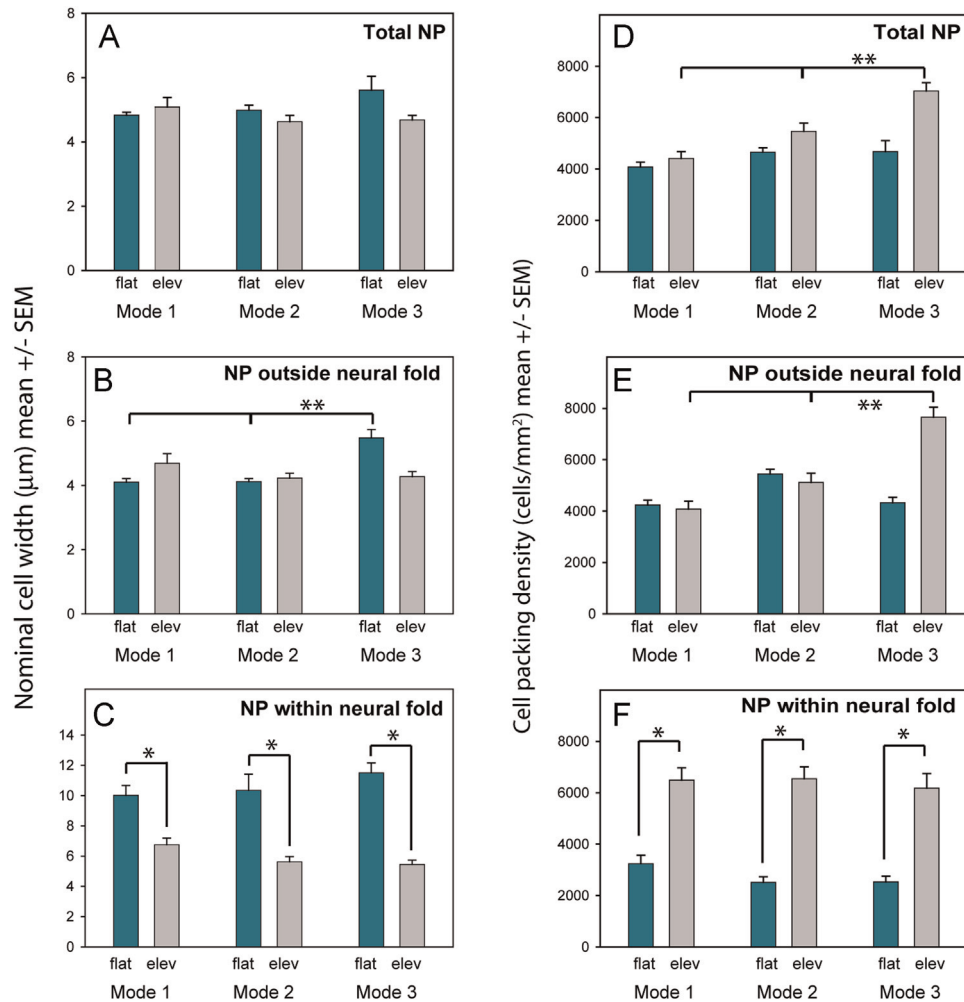 Nominal cell width (µm) mean +/- SEM
A
Total NP
8
6
4
2
0
flat elev flat elev flat elev
Mode 1 Mode 2 Mode 3
B
NP outside neural fold
8
**
6
4
2
0
flat elev flat elev flat elev
Mode 1 Mode 2 Mode 3
C
NP within neural fold
14
* * *
12
10
8
6
4
2
0
flat elev flat elev flat elev
Mode 1 Mode 2 Mode 3
Cell packing density (cells/mm²) mean +/- SEM
D
Total NP
**
8000
6000
4000
2000
0
flat elev flat elev flat elev
Mode 1 Mode 2 Mode 3
E
NP outside neural fold
**
8000
6000
4000
2000
0
flat elev flat elev flat elev
Mode 1 Mode 2 Mode 3
F
NP within neural fold
* * *
8000
6000
4000
2000
0
flat elev flat elev flat elev
Mode 1 Mode 2 Mode 3